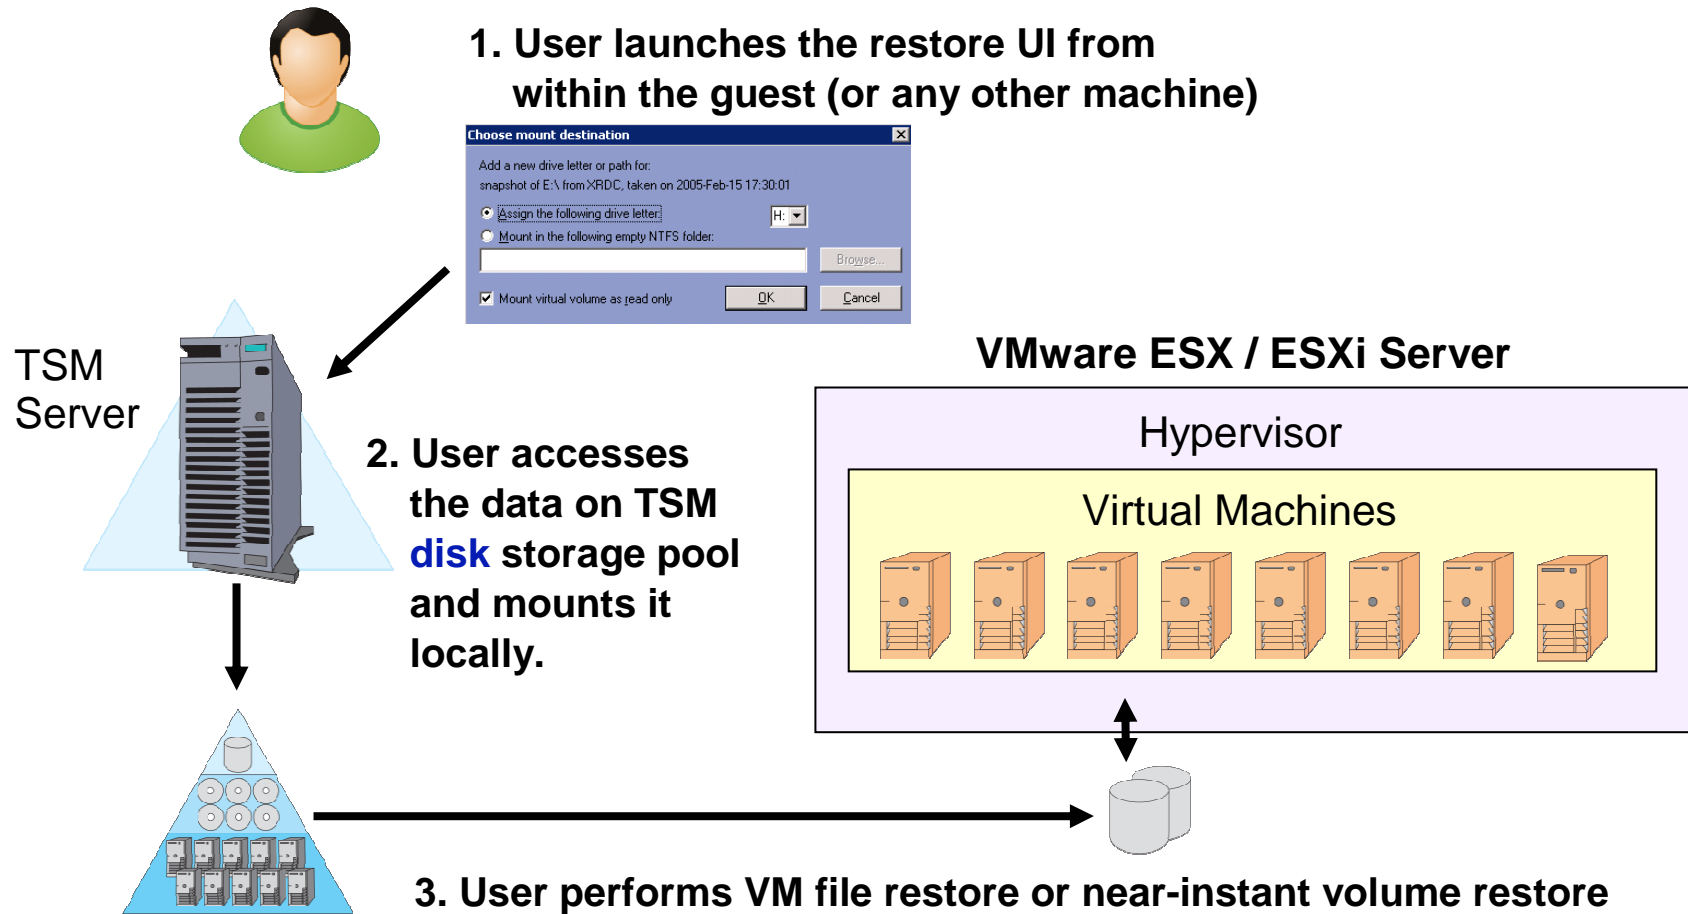 1. User launches the restore UI from
within the guest (or any other machine)
Choose mount destination
Add a new drive letter or path for:
snapshot of E:\ from XRDC, taken on 2005-Feb-15 17:30:01
Assign the following drive letter: H:
Mount in the following empty NTFS folder:
Browse...
Mount virtual volume as read only OK Cancel
TSM
Server
2. User accesses
the data on TSM
disk storage pool
and mounts it
locally.
VMware ESX / ESXi Server
Hypervisor
Virtual Machines
3. User performs VM file restore or near-instant volume restore